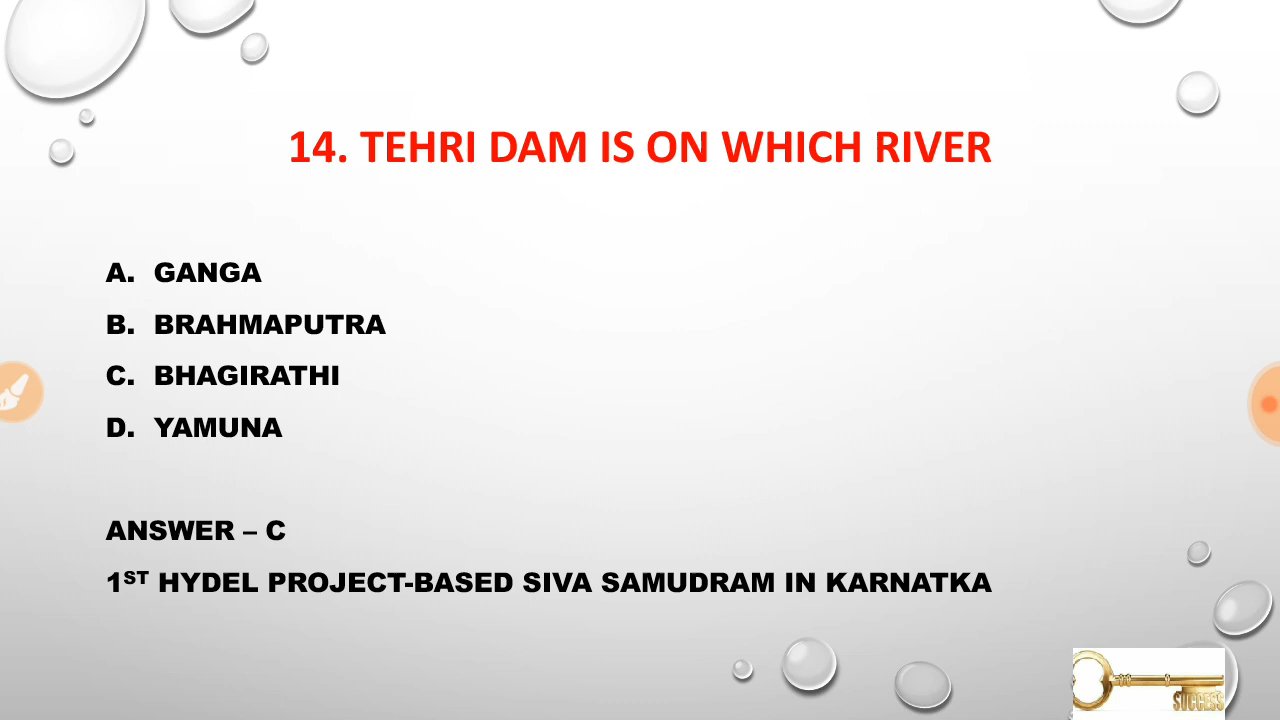 14. TEHRI DAM IS ON WHICH RIVER
A. GANGA
B. BRAHMAPUTRA
C. BHAGIRATHI
D. YAMUNA
ANSWER – C
1ST HYDEL PROJECT-BASED SIVA SAMUDRAM IN KARNATKA
SUCCESS